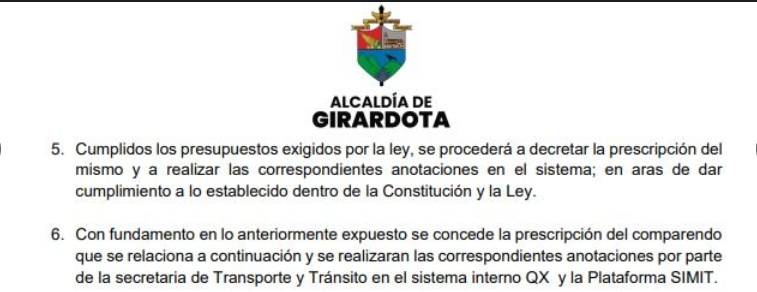 ALCALDÍA DE
GIRARDOTA
5. Cumplidos los presupuestos exigidos por la ley, se procederá a decretar la prescripción del
mismo y a realizar las correspondientes anotaciones en el sistema; en aras de dar
cumplimiento a lo establecido dentro de la Constitución y la Ley.
6. Con fundamento en lo anteriormente expuesto se concede la prescripción del comparendo
que se relaciona a continuación y se realizaran las correspondientes anotaciones por parte
de la secretaria de Transporte y Tránsito en el sistema interno QX y la Plataforma SIMIT.